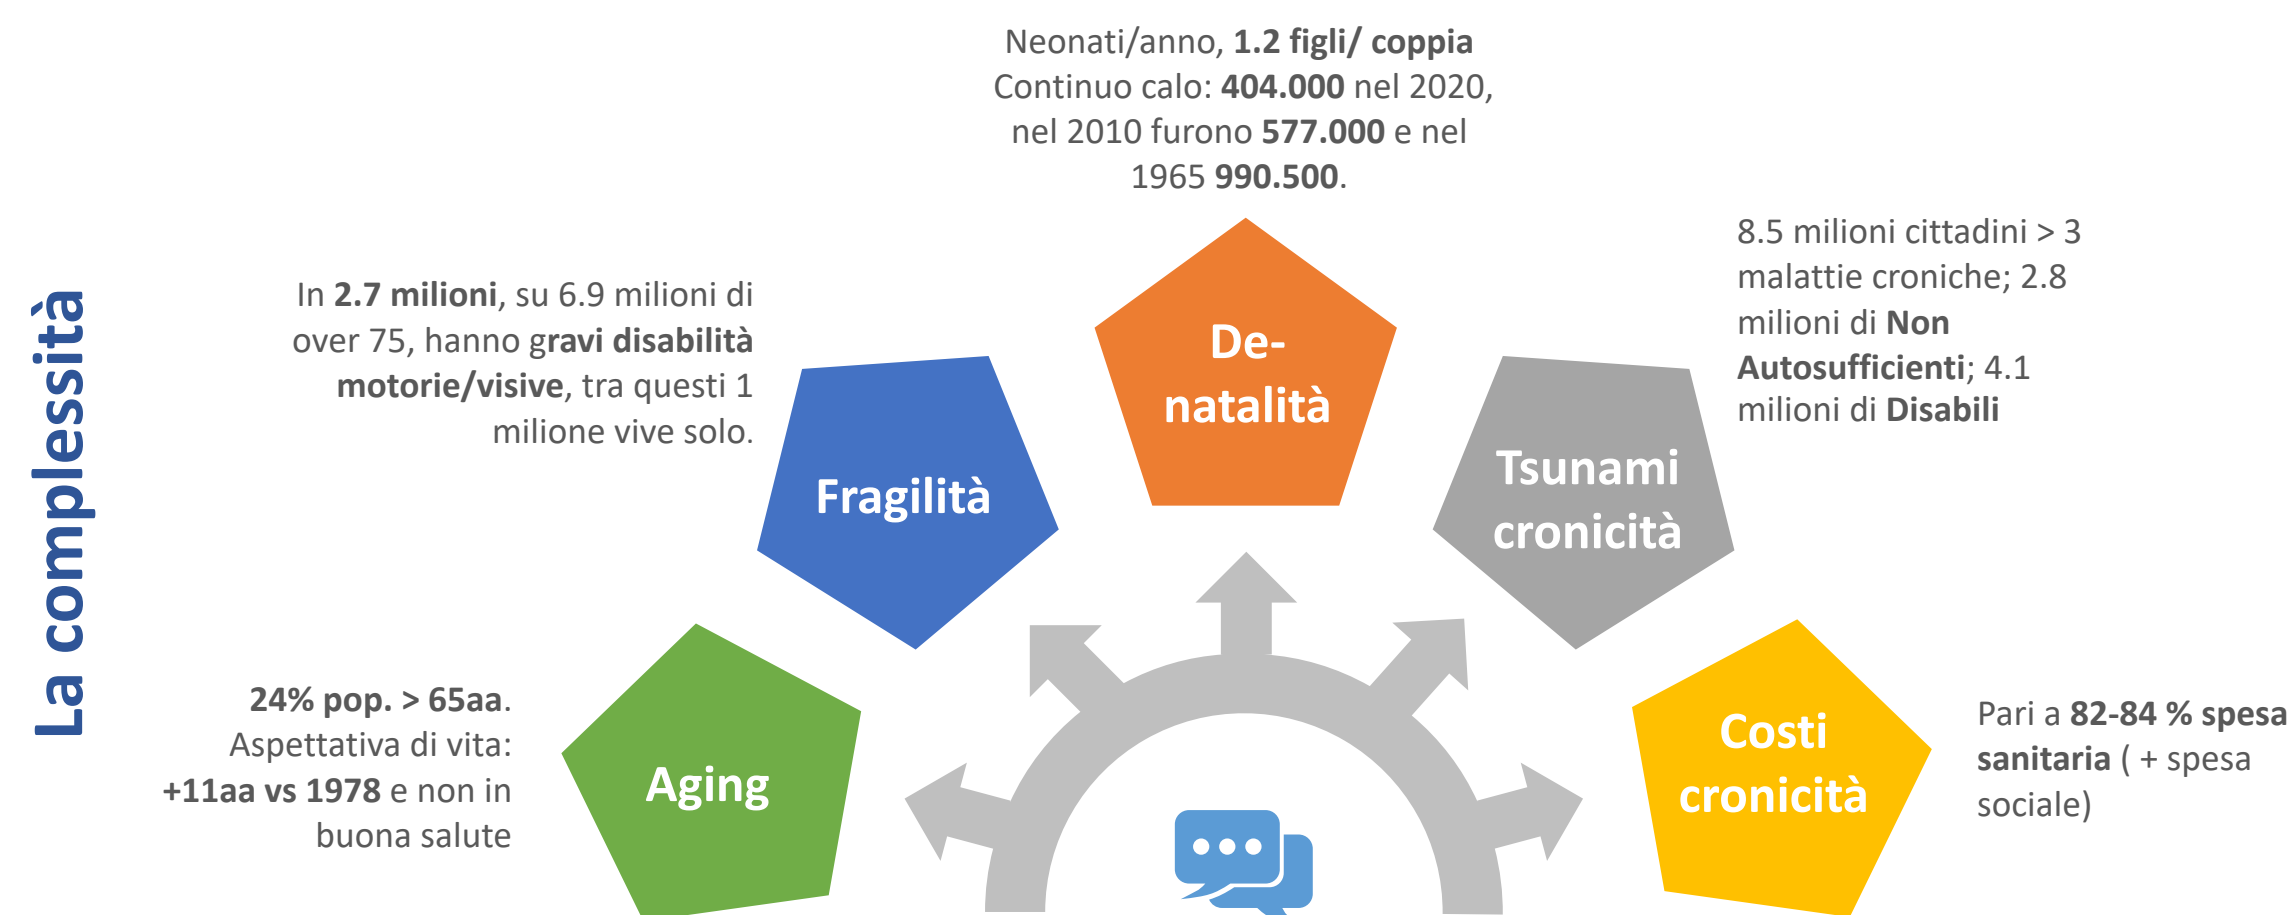 La complessità
Neonati/anno, 1.2 figli/ coppia
Continuo calo: 404.000 nel 2020,
nel 2010 furono 577.000 e nel
1965 990.500.
De-
natalità
In 2.7 milioni, su 6.9 milioni di
over 75, hanno gravi disabilità
motorie/visive, tra questi 1
milione vive solo.
Fragilità
8.5 milioni cittadini > 3
malattie croniche; 2.8
milioni di Non
Autosufficienti; 4.1
milioni di Disabili
Tsunami
cronicità
24% pop. > 65aa.
Aspettativa di vita:
+11aa vs 1978 e non in
buona salute
Aging
Costi
cronicità
Pari a 82-84 % spesa
sanitaria ( + spesa
sociale)